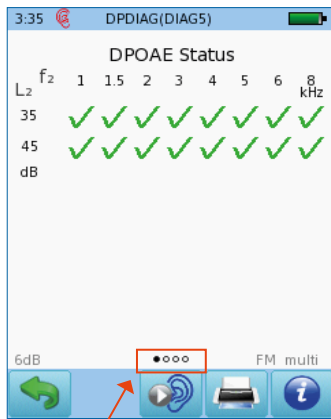 3:35 DPDIAG(DIAG5)
DPOAE Status
L₂ f₂ 1 1.5 2 3 4 5 6 8
kHz
35
45
dB
6dB FM multi
i